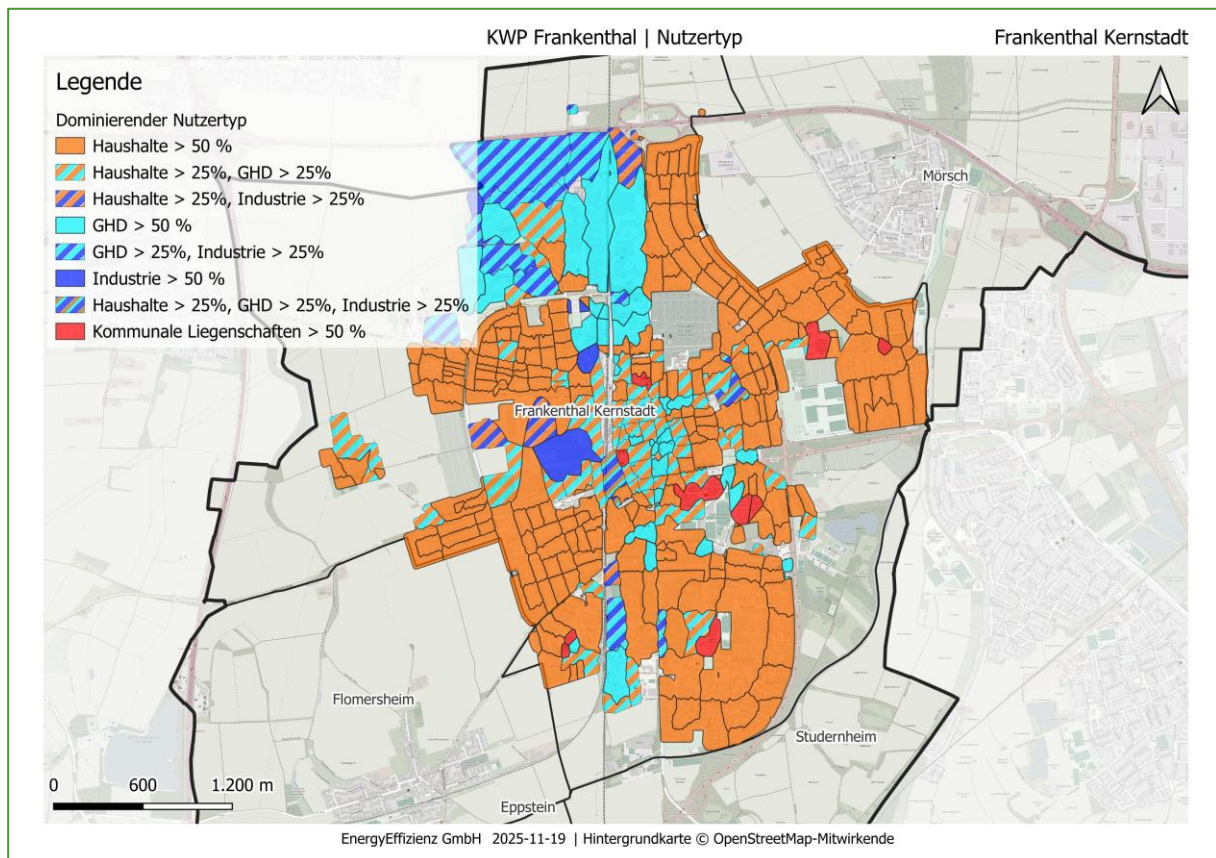 KWP Frankenthal | Nutzertyp
Frankenthal Kernstadt
Legende
Dominierender Nutzertyp
Haushalte > 50 %
Haushalte > 25%, GHD > 25%
Haushalte > 25%, Industrie > 25%
GHD > 50 %
GHD > 25%, Industrie > 25%
Industrie > 50 %
Haushalte > 25%, GHD > 25%, Industrie > 25%
Kommunale Liegenschaften > 50 %
Mörsch
Frankenthal Kernstadt
Flomersheim
Studernheim
Eppstein
0 600 1.200 m
EnergyEffizienz GmbH 2025-11-19 | Hintergrundkarte © OpenStreetMap-Mitwirkende